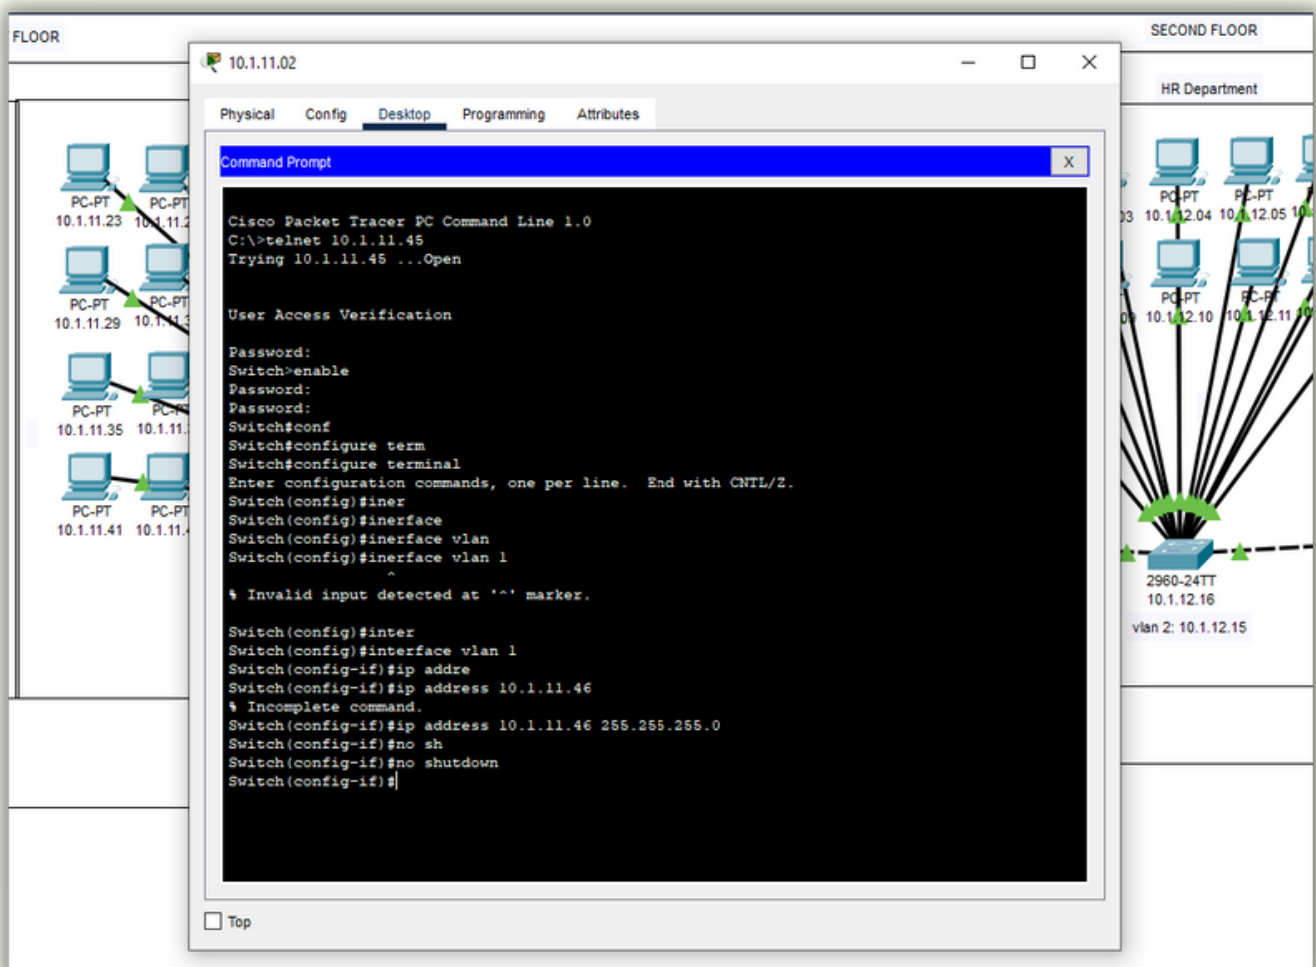 FLOOR
SECOND FLOOR
10.1.11.02
HR Department
Physical Config Desktop Programming Attributes
Command Prompt X
Cisco Packet Tracer PC Command Line 1.0
C:\>telnet 10.1.11.45
Trying 10.1.11.45 ...Open
User Access Verification
Password:
Switch>enable
Password:
Password:
Switch#conf
Switch#configure term
Switch#configure terminal
Enter configuration commands, one per line.  End with CNTL/Z.
Switch(config)#iner
Switch(config)#inerface
Switch(config)#inerface vlan
Switch(config)#inerface vlan 1
^
% Invalid input detected at '^' marker.
Switch(config)#inter
Switch(config)#interface vlan 1
Switch(config-if)#ip addre
Switch(config-if)#ip address 10.1.11.46
% Incomplete command.
Switch(config-if)#ip address 10.1.11.46 255.255.255.0
Switch(config-if)#no sh
Switch(config-if)#no shutdown
Switch(config-if)#
Top
PC-PT PC-PT
10.1.11.23
PC-PT PC-PT
10.1.11.29
PC-PT PC-PT
10.1.11.35
PC-PT PC-PT
10.1.11.41
PC-PT PC-PT
10.1.12.04 10.1.12.05
PC-PT PC-PT
10.1.12.10 10.1.12.11
2960-24TT
10.1.12.16
vlan 2: 10.1.12.15